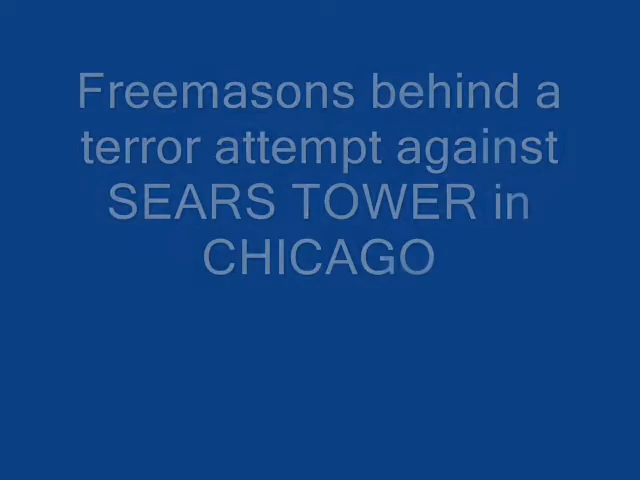 Freemasons behind a
terror attempt against
SEARS TOWER in
CHICAGO